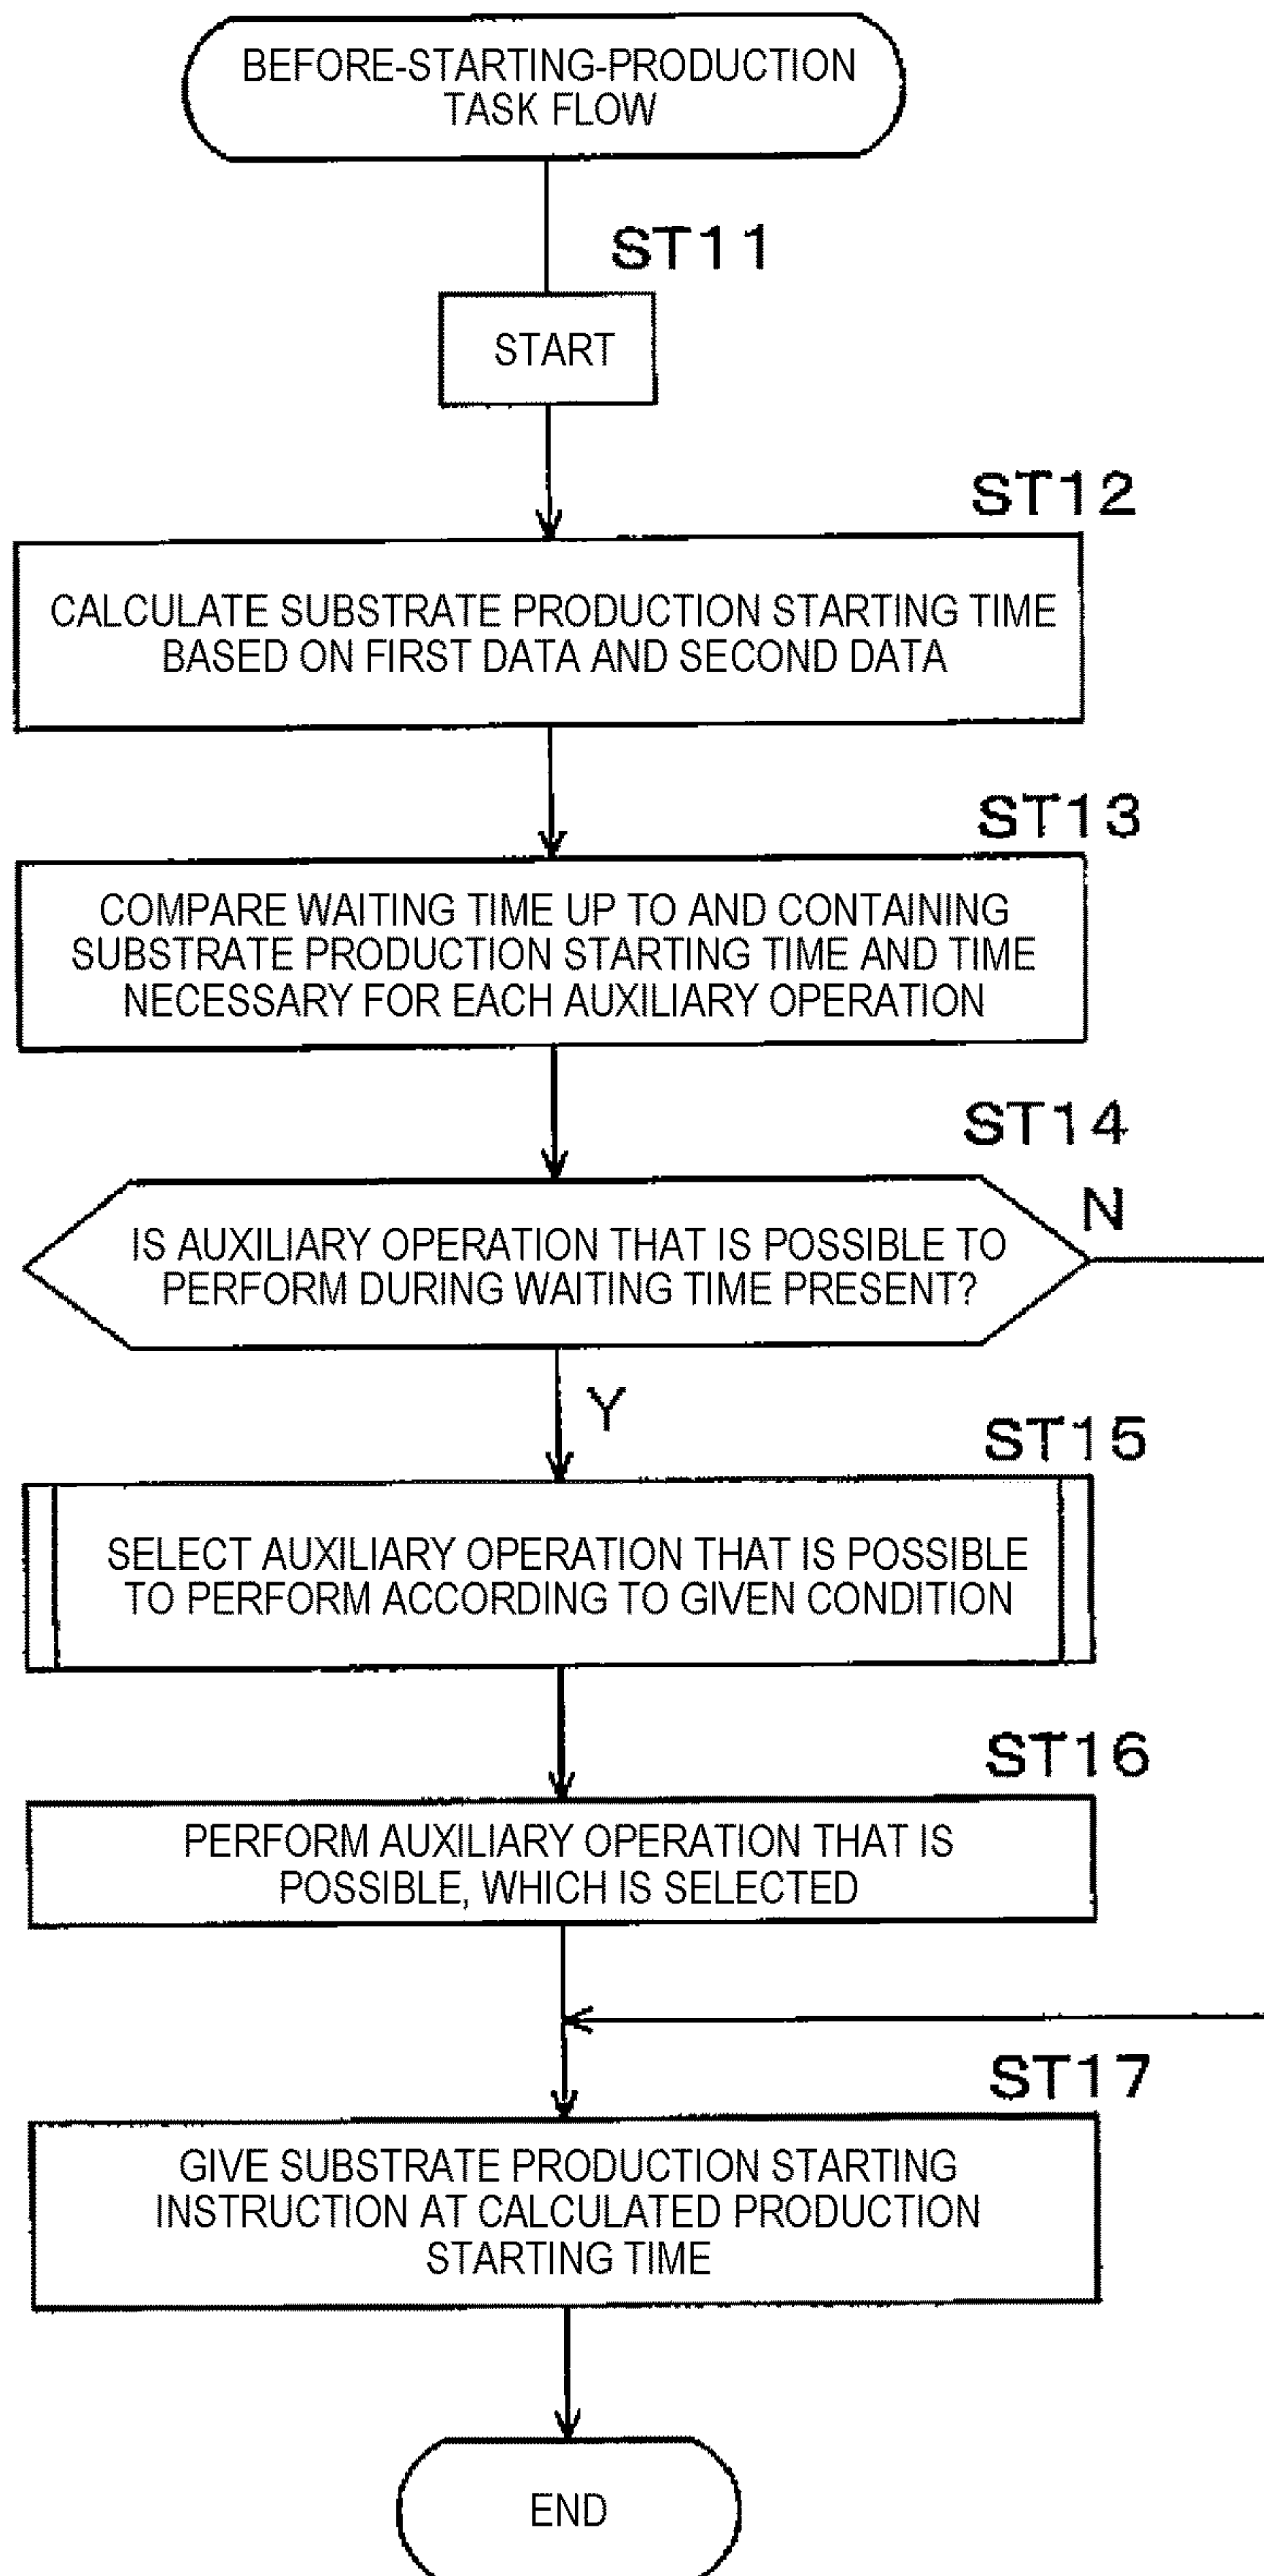 BEFORE-STARTING-PRODUCTION
TASK FLOW
ST11
START
ST12
CALCULATE SUBSTRATE PRODUCTION STARTING TIME
BASED ON FIRST DATA AND SECOND DATA
ST13
COMPARE WAITING TIME UP TO AND CONTAINING
SUBSTRATE PRODUCTION STARTING TIME AND TIME
NECESSARY FOR EACH AUXILIARY OPERATION
ST14
N
IS AUXILIARY OPERATION THAT IS POSSIBLE TO
PERFORM DURING WAITING TIME PRESENT?
Y
ST15
SELECT AUXILIARY OPERATION THAT IS POSSIBLE
TO PERFORM ACCORDING TO GIVEN CONDITION
ST16
PERFORM AUXILIARY OPERATION THAT IS
POSSIBLE, WHICH IS SELECTED
ST17
GIVE SUBSTRATE PRODUCTION STARTING
INSTRUCTION AT CALCULATED PRODUCTION
STARTING TIME
END